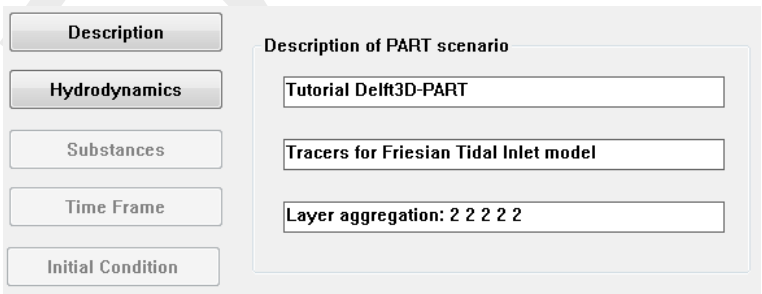 Description
Hydrodynamics
Substances
Time Frame
Initial Condition
Description of PART scenario
Tutorial Delft3D-PART
Tracers for Friesian Tidal Inlet model
Layer aggregation: 2 2 2 2 2